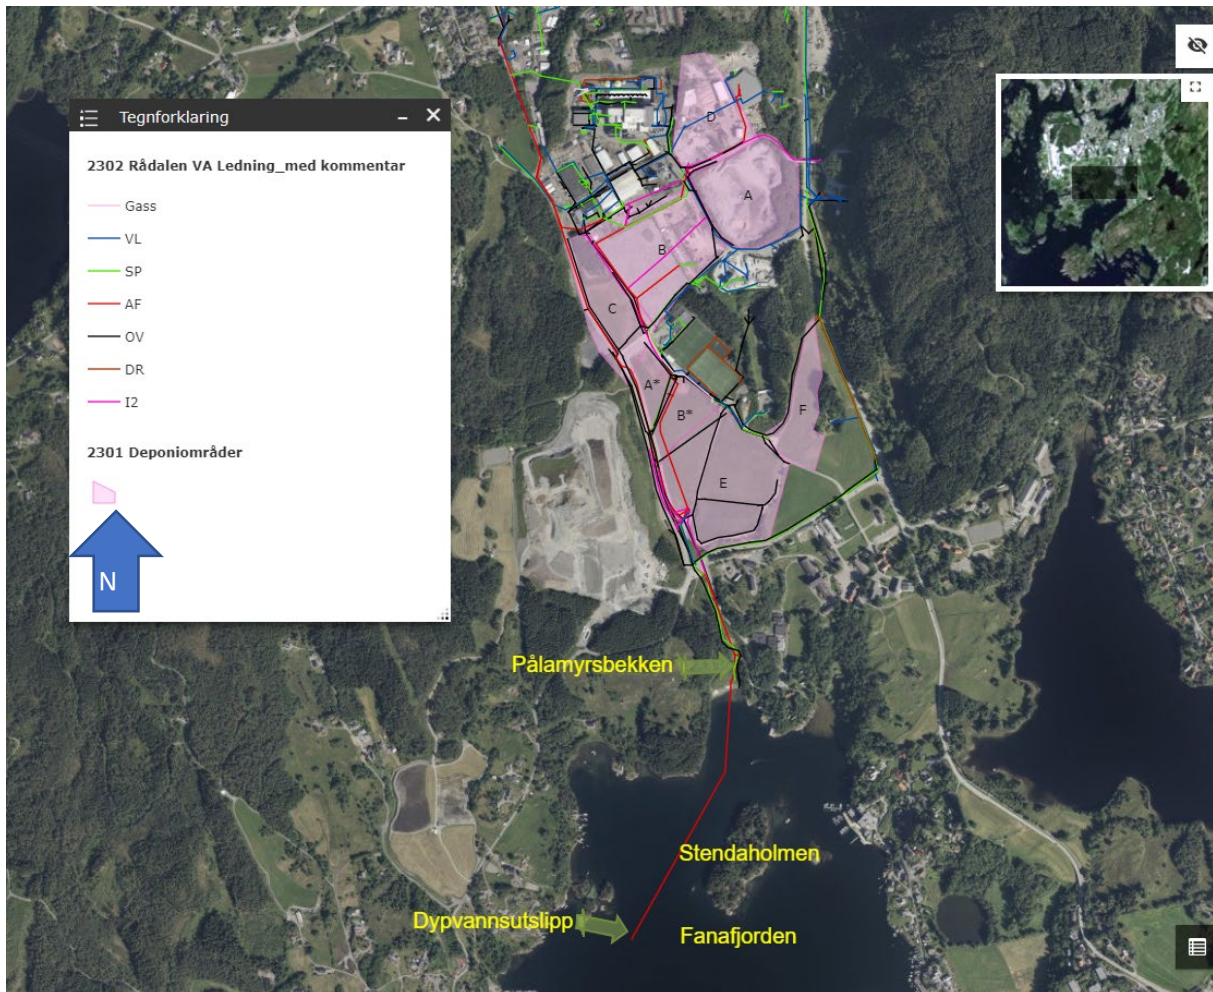 Tegnforklaring
2302 Rådalen VA Ledning_med kommentar
Gass
VL
SP
AF
OV
DR
I2
2301 Deponiområder
N
D
A
B
C
A*
B*
F
E
Pålamyrsbekken
Stendaholmen
Dypvannsutslipp
Fanafjorden